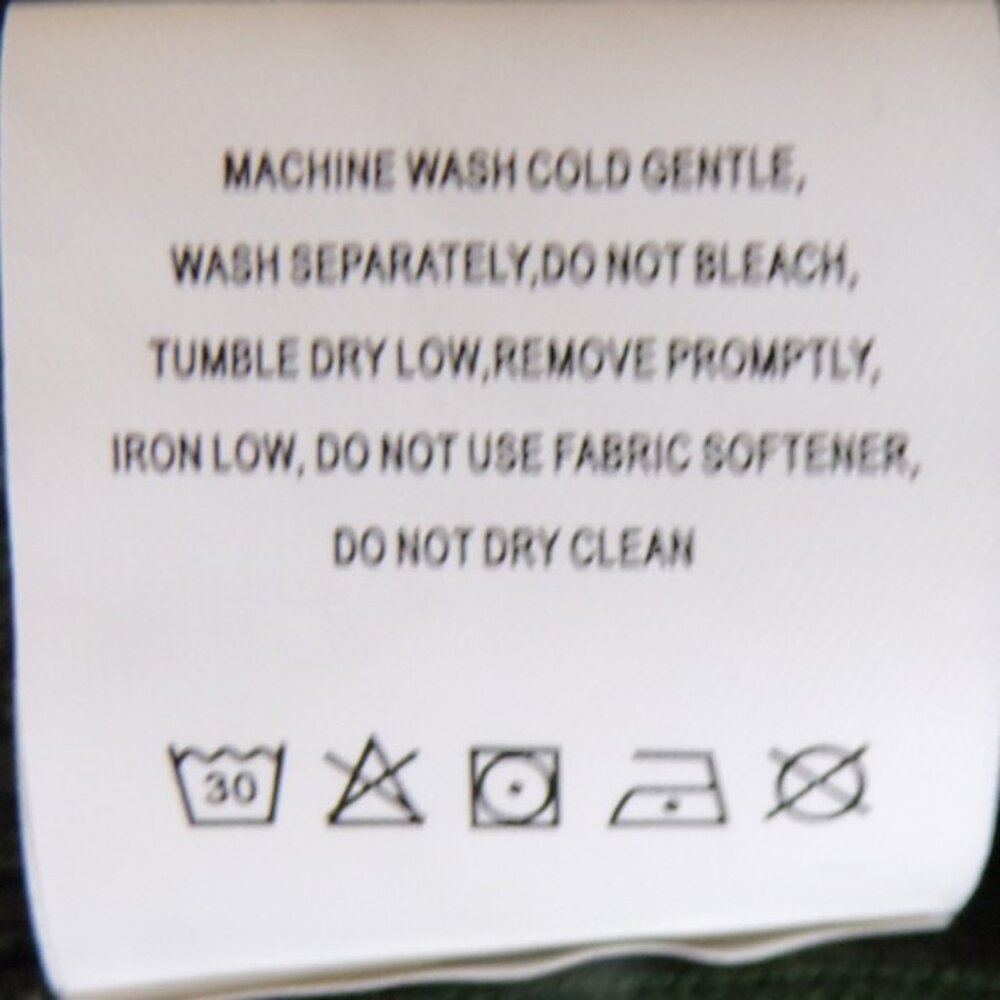 MACHINE WASH COLD GENTLE,
WASH SEPARATELY,DO NOT BLEACH,
TUMBLE DRY LOW,REMOVE PROMPTLY,
IRON LOW, DO NOT USE FABRIC SOFTENER,
DO NOT DRY CLEAN
30